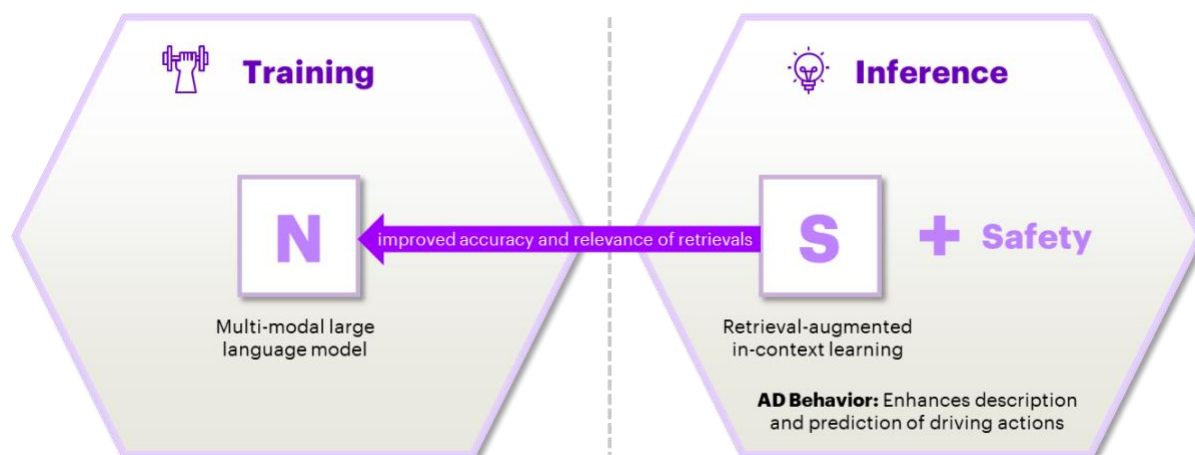 Training
N
Multi-modal large
language model
improved accuracy and relevance of retrievals
Inference
S
Safety
Retrieval-augmented
in-context learning
AD Behavior: Enhances description
and prediction of driving actions